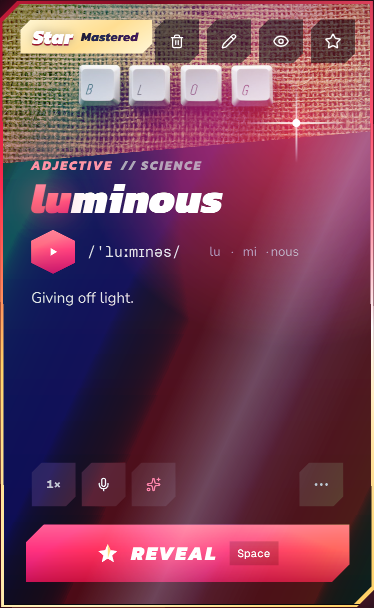 Star Mastered
B L O G
ADJECTIVE // SCIENCE
luminous
/ˈluːmɪnəs/ lu · mi · nous
Giving off light.
1×
REVEAL Space